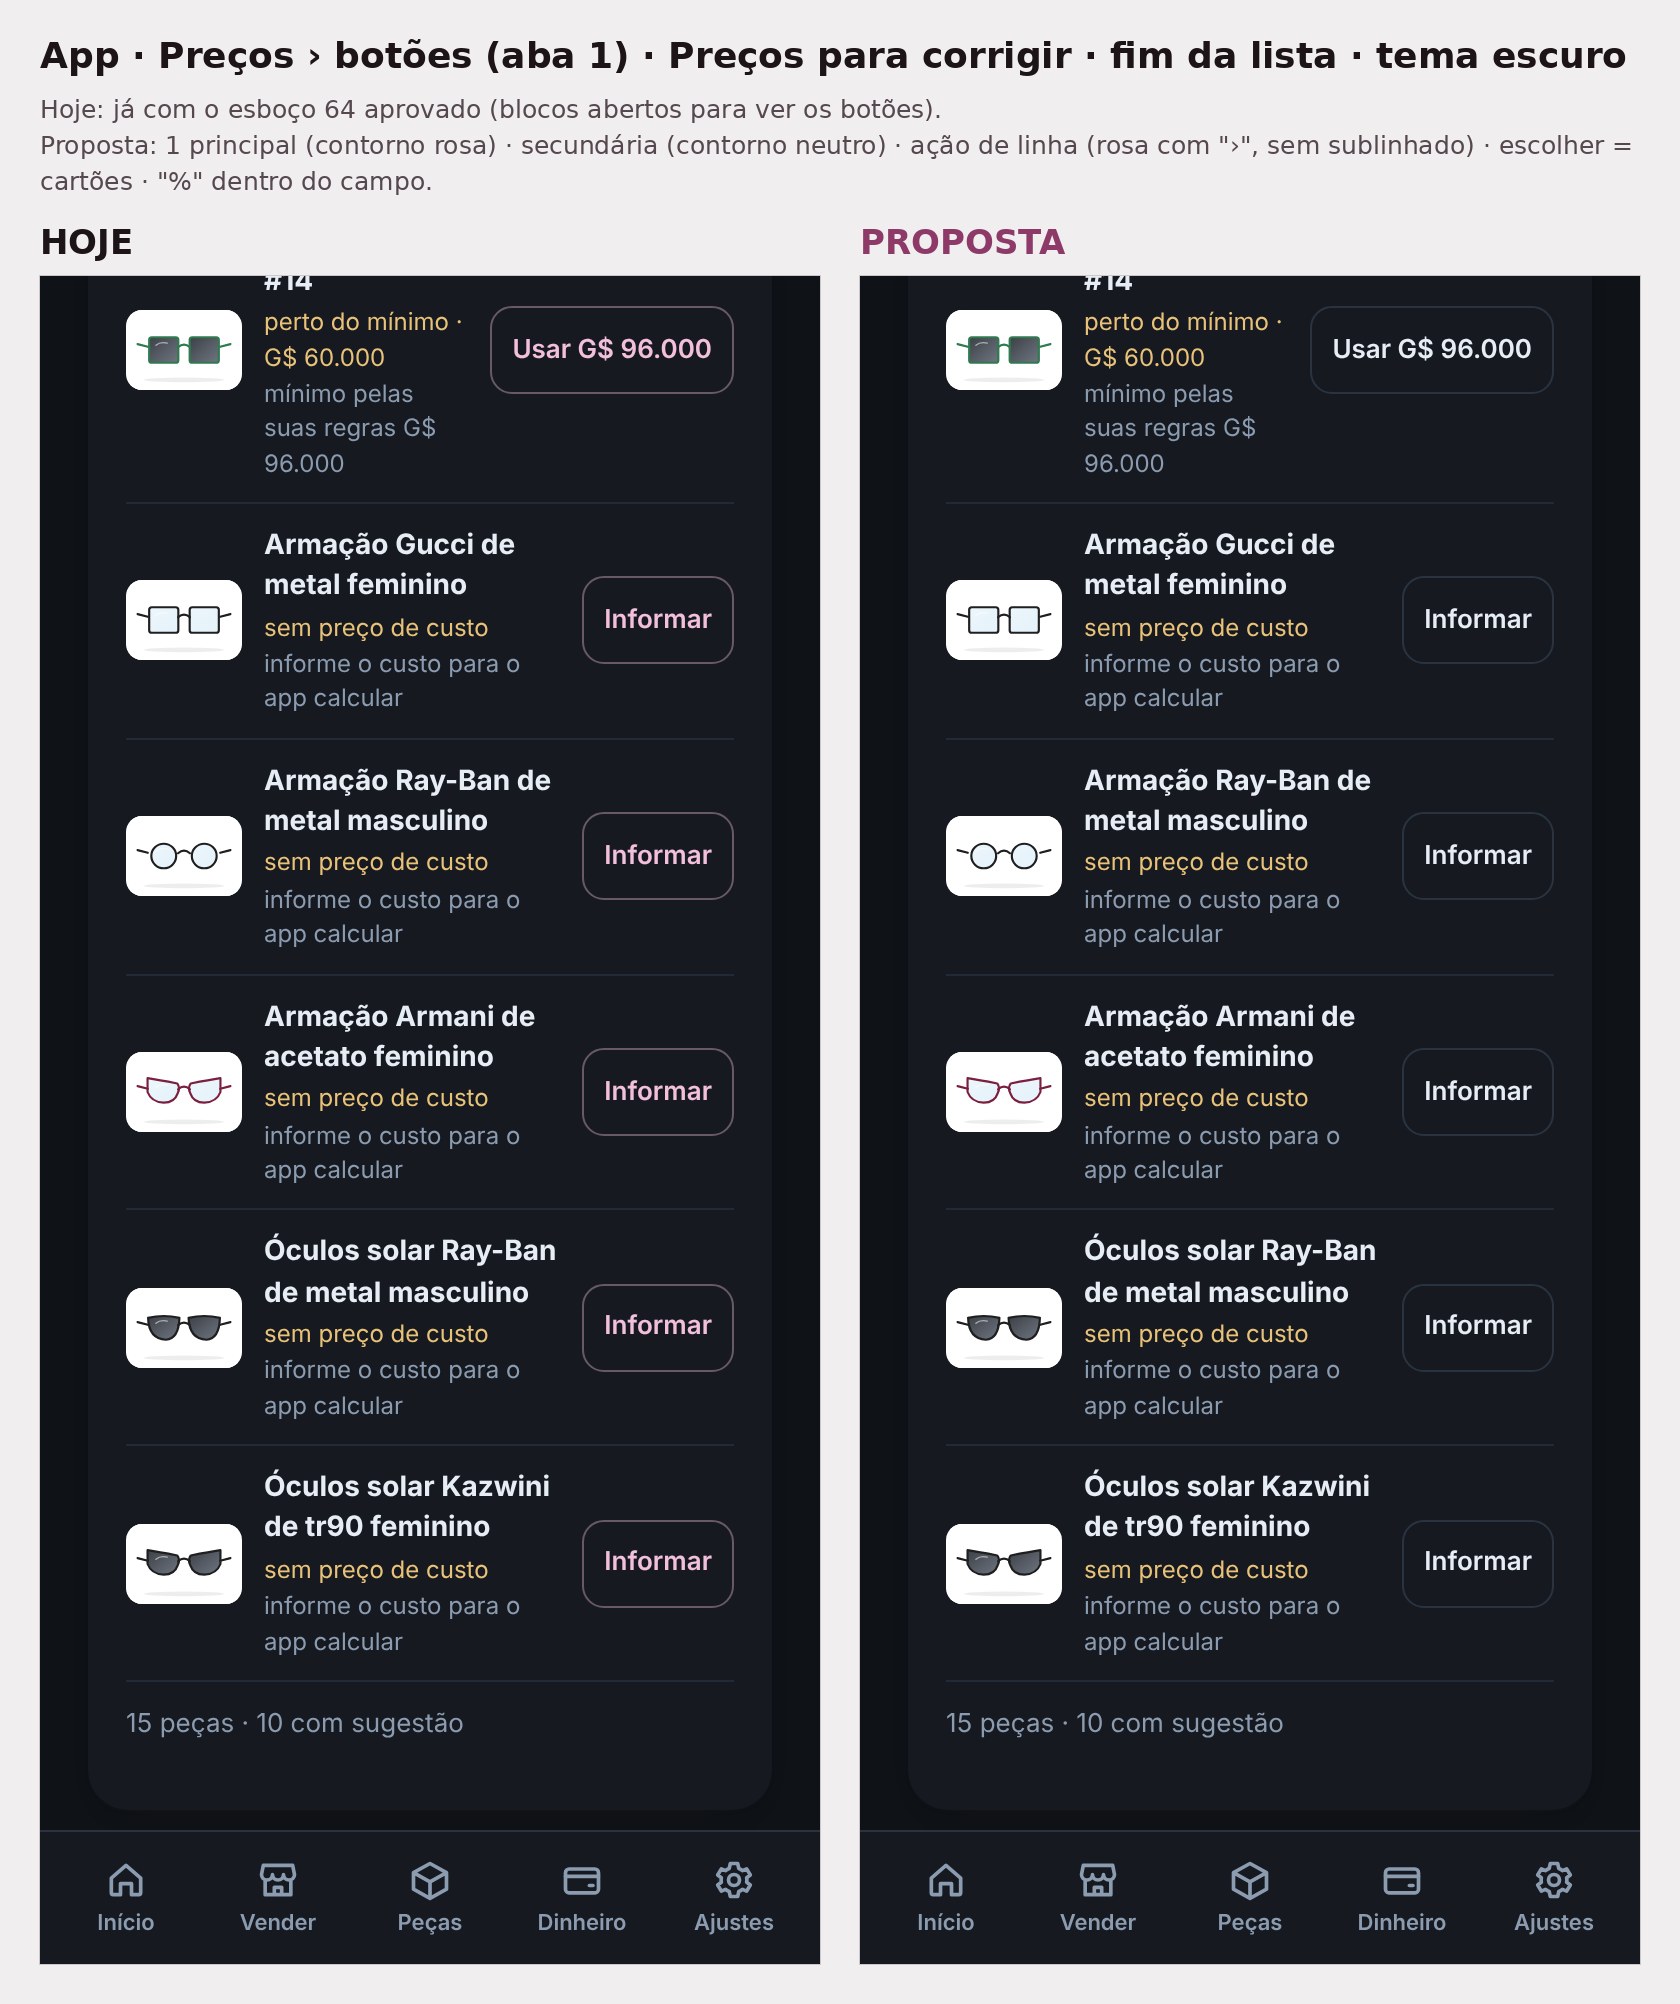 App · Preços › botões (aba 1) · Preços para corrigir · fim da lista · tema escuro
Hoje: já com o esboço 64 aprovado (blocos abertos para ver os botões).
Proposta: 1 principal (contorno rosa) · secundária (contorno neutro) · ação de linha (rosa com "›", sem sublinhado) · escolher =
cartões · "%" dentro do campo.
HOJE
#14
perto do mínimo ·
G$ 60.000
mínimo pelas
suas regras G$
96.000
Usar G$ 96.000
Armação Gucci de
metal feminino
sem preço de custo
informe o custo para o
app calcular
Informar
Armação Ray-Ban de
metal masculino
sem preço de custo
informe o custo para o
app calcular
Informar
Armação Armani de
acetato feminino
sem preço de custo
informe o custo para o
app calcular
Informar
Óculos solar Ray-Ban
de metal masculino
sem preço de custo
informe o custo para o
app calcular
Informar
Óculos solar Kazwini
de tr90 feminino
sem preço de custo
informe o custo para o
app calcular
Informar
15 peças · 10 com sugestão
Início
Vender
Peças
Dinheiro
Ajustes
PROPOSTA
#14
perto do mínimo ·
G$ 60.000
mínimo pelas
suas regras G$
96.000
Usar G$ 96.000
Armação Gucci de
metal feminino
sem preço de custo
informe o custo para o
app calcular
Informar
Armação Ray-Ban de
metal masculino
sem preço de custo
informe o custo para o
app calcular
Informar
Armação Armani de
acetato feminino
sem preço de custo
informe o custo para o
app calcular
Informar
Óculos solar Ray-Ban
de metal masculino
sem preço de custo
informe o custo para o
app calcular
Informar
Óculos solar Kazwini
de tr90 feminino
sem preço de custo
informe o custo para o
app calcular
Informar
15 peças · 10 com sugestão
Início
Vender
Peças
Dinheiro
Ajustes